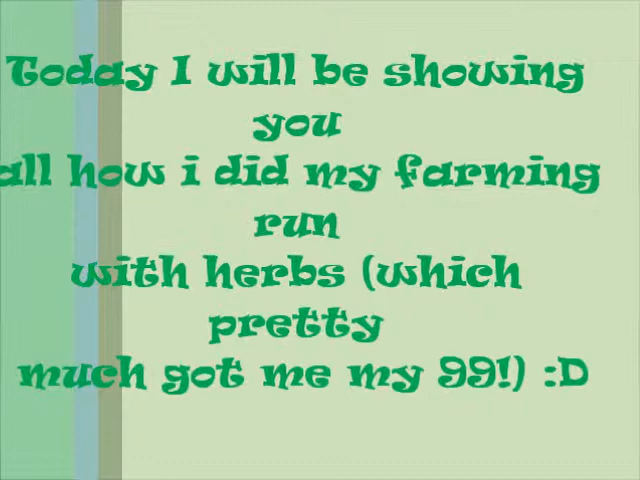 Today I will be showing
you
all how i did my farming
run
with herbs (which
pretty
much got me my 99!) :D